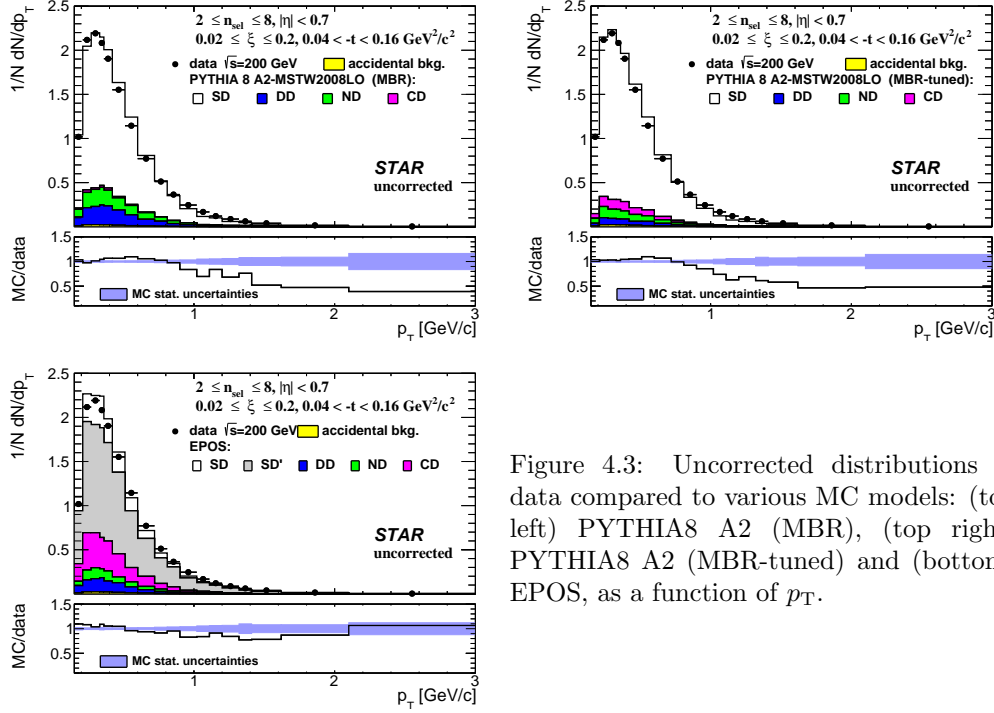 2 ≤ n_sel ≤ 8, |η| < 0.7
0.02 ≤ ξ ≤ 0.2, 0.04 < -t < 0.16 GeV²/c²
data √s=200 GeV accidental bkg.
PYTHIA 8 A2-MSTW2008LO (MBR):
SD DD ND CD
STAR
uncorrected
1/N dN/dp_T
2.5
2
1.5
1
0.5
MC/data
1.5
1
0.5
MC stat. uncertainties
1 2 3
p_T [GeV/c]
2 ≤ n_sel ≤ 8, |η| < 0.7
0.02 ≤ ξ ≤ 0.2, 0.04 < -t < 0.16 GeV²/c²
data √s=200 GeV accidental bkg.
PYTHIA 8 A2-MSTW2008LO (MBR-tuned):
SD DD ND CD
STAR
uncorrected
1/N dN/dp_T
2.5
2
1.5
1
0.5
MC/data
1.5
1
0.5
MC stat. uncertainties
1 2 3
p_T [GeV/c]
2 ≤ n_sel ≤ 8, |η| < 0.7
0.02 ≤ ξ ≤ 0.2, 0.04 < -t < 0.16 GeV²/c²
data √s=200 GeV accidental bkg.
EPOS:
SD SD' DD ND CD
STAR
uncorrected
1/N dN/dp_T
2.5
2
1.5
1
0.5
MC/data
1.5
1
0.5
MC stat. uncertainties
1 2 3
p_T [GeV/c]
Figure 4.3: Uncorrected distributions
data compared to various MC models: (to
left) PYTHIA8 A2 (MBR), (top right
PYTHIA8 A2 (MBR-tuned) and (bottom
EPOS, as a function of p_T.